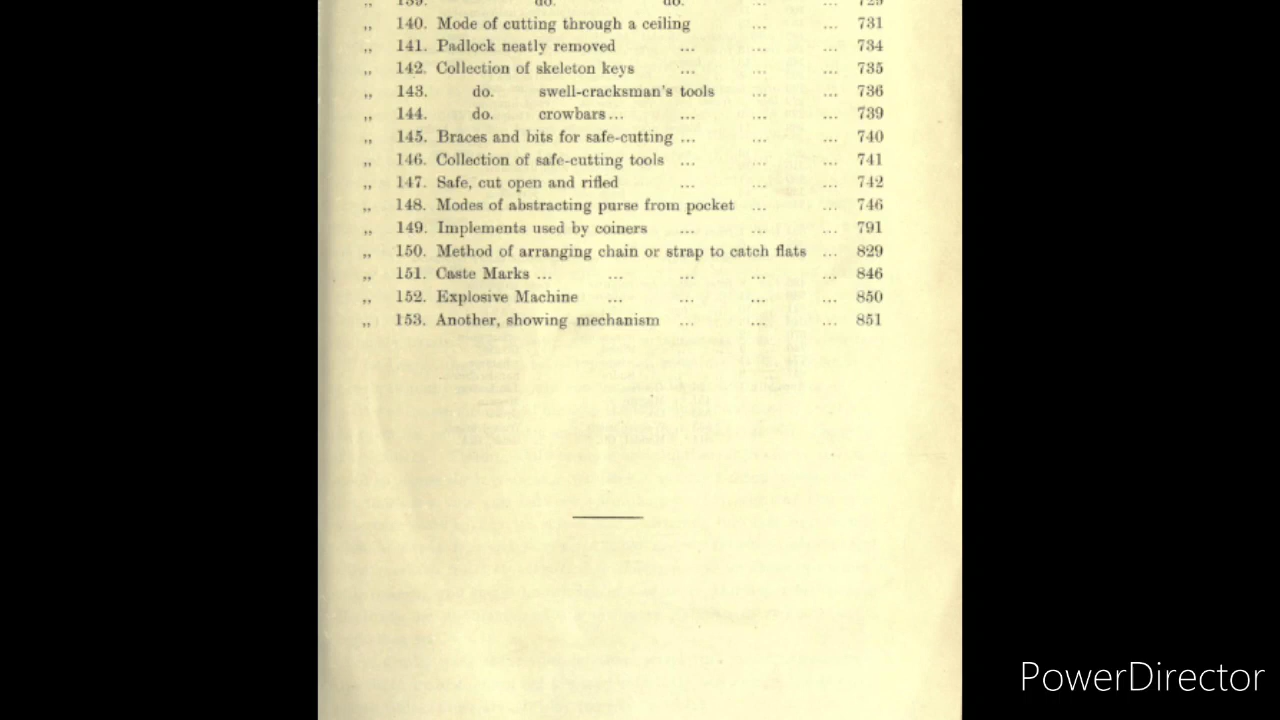 „ 139. do. do. ... ... 729
„ 140. Mode of cutting through a ceiling ... ... 731
„ 141. Padlock neatly removed ... ... ... 734
„ 142. Collection of skeleton keys ... ... ... 735
„ 143. do. swell-cracksman's tools ... ... 736
„ 144. do. crowbars... ... ... ... 739
„ 145. Braces and bits for safe-cutting ... ... ... 740
„ 146. Collection of safe-cutting tools ... ... ... 741
„ 147. Safe, cut open and rifled ... ... ... 742
„ 148. Modes of abstracting purse from pocket ... ... 746
„ 149. Implements used by coiners ... ... ... 791
„ 150. Method of arranging chain or strap to catch flats ... 829
„ 151. Caste Marks ... ... ... ... ... 846
„ 152. Explosive Machine ... ... ... ... 850
„ 153. Another, showing mechanism ... ... ... 851
PowerDirector